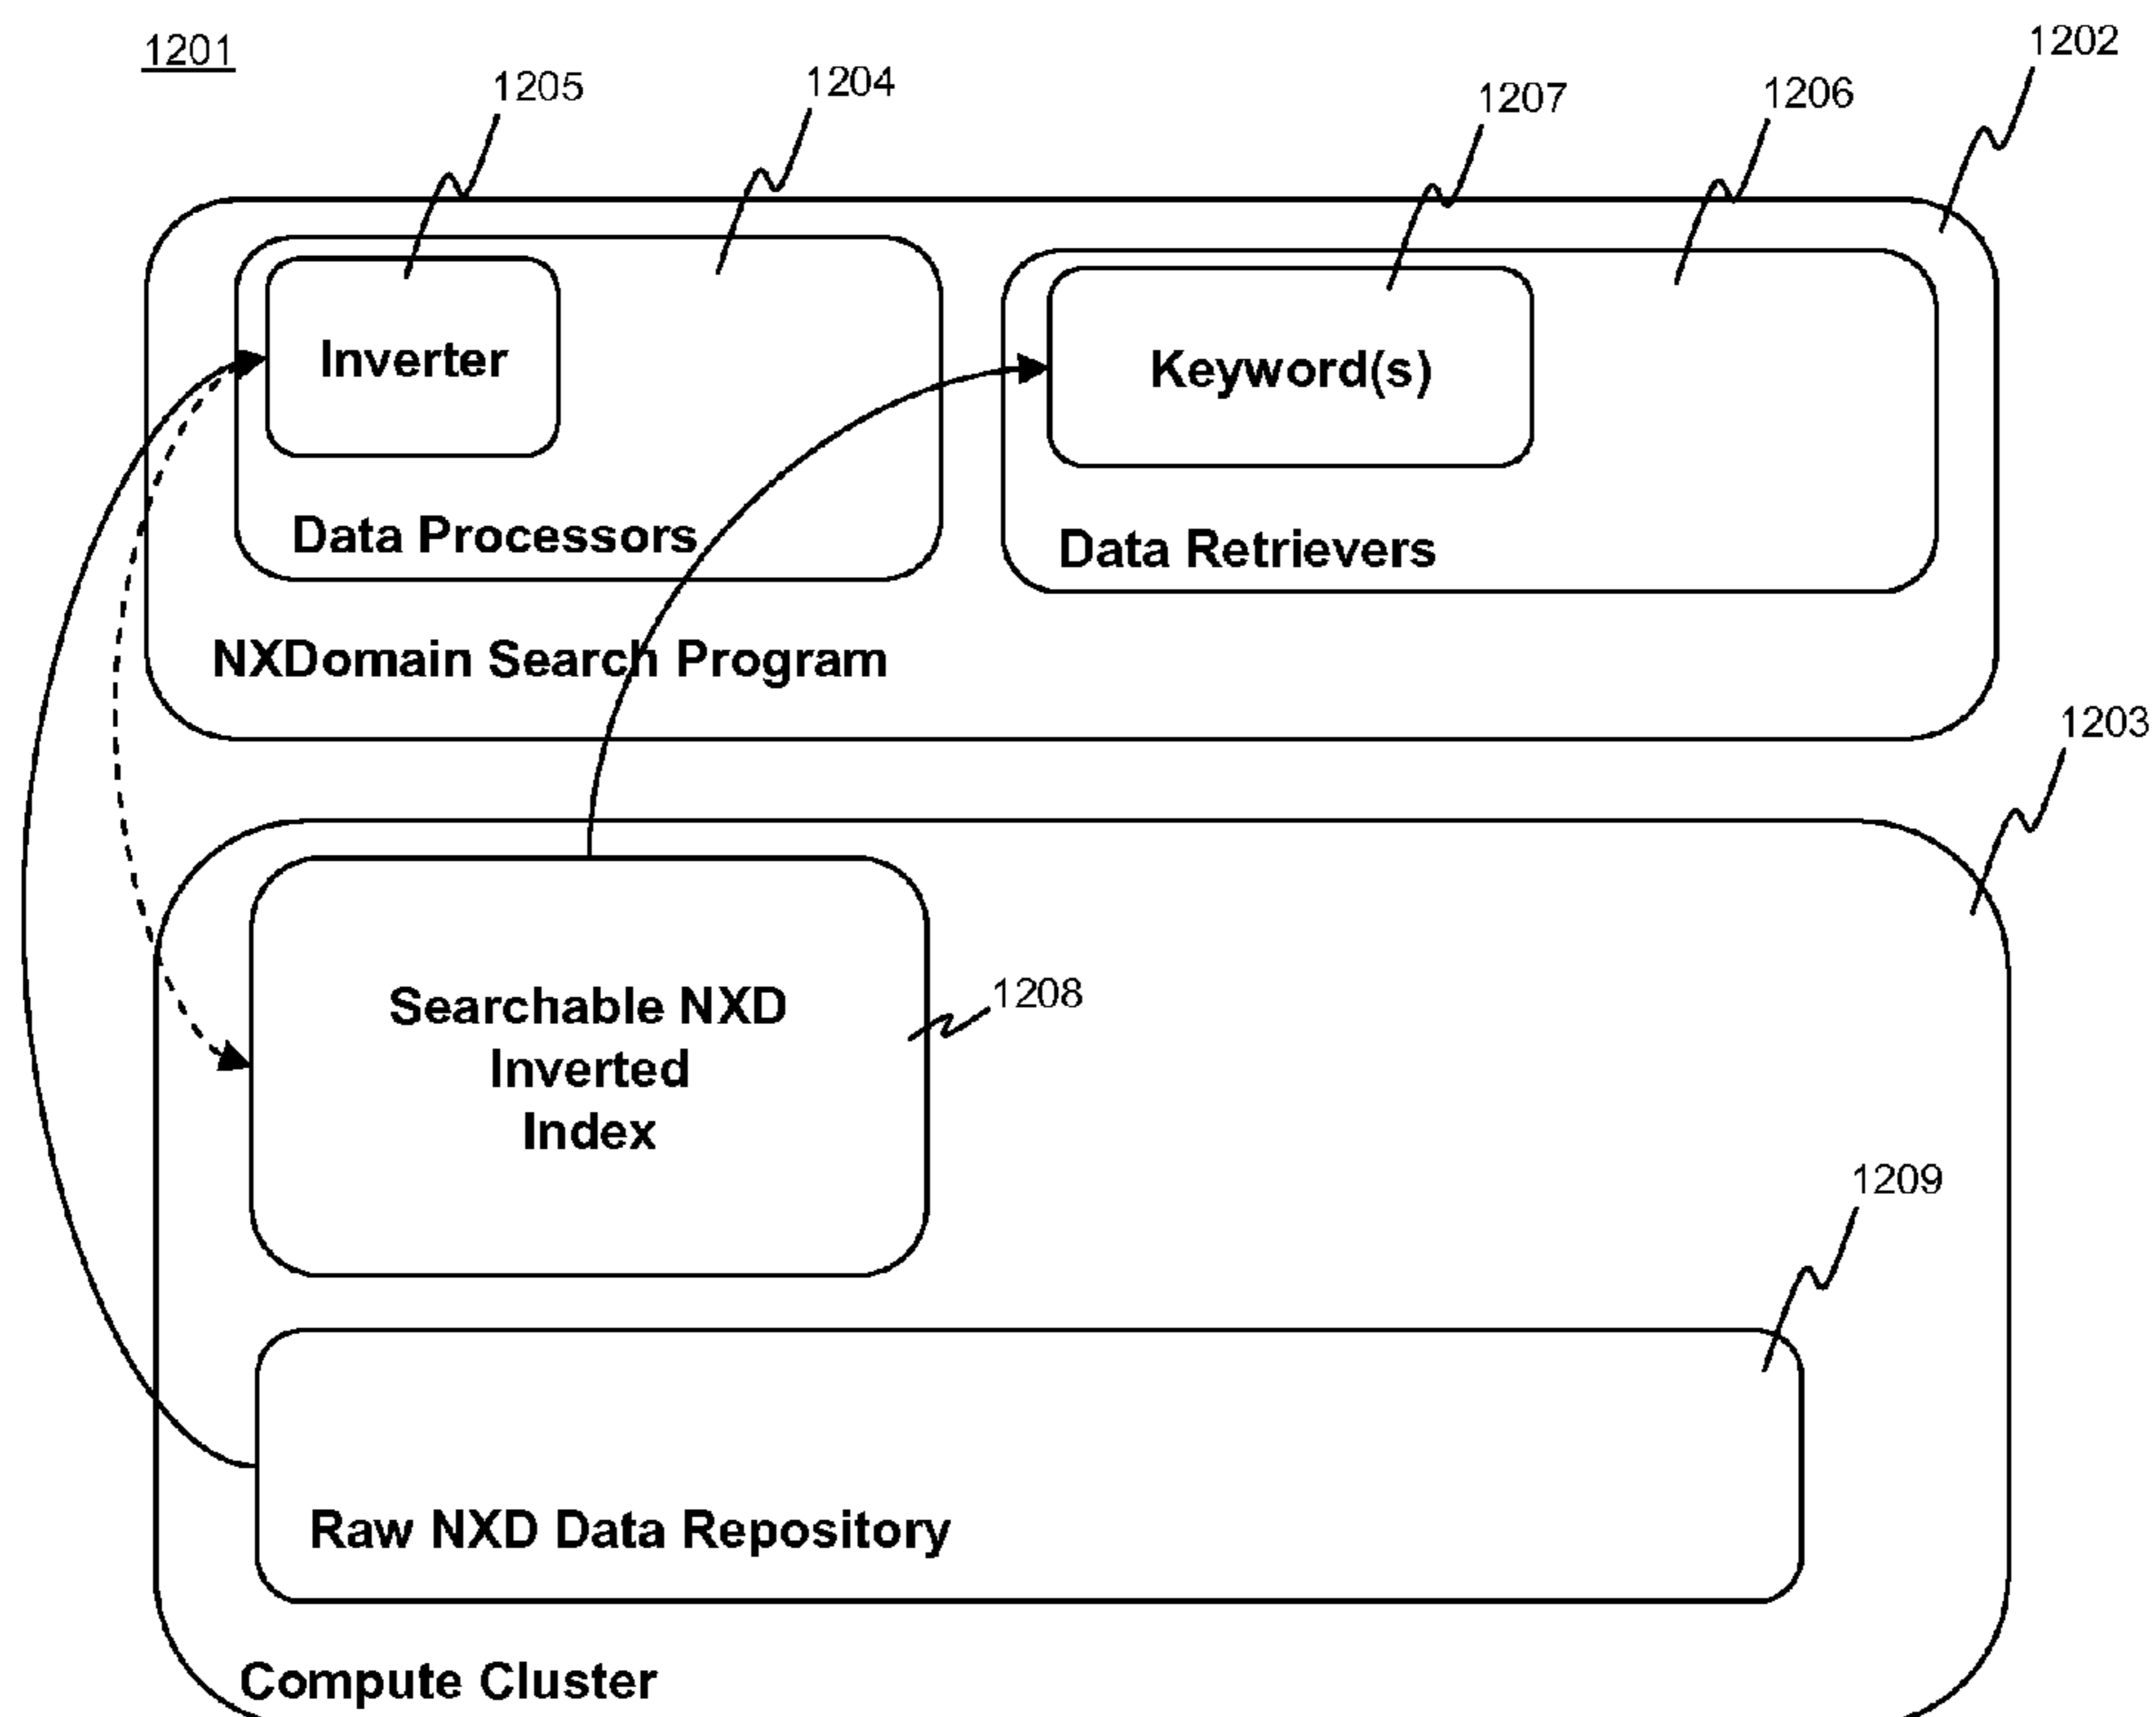 1201
1205
1204
1207
1206
1202
Inverter
Keyword(s)
Data Processors
Data Retrievers
NXDomain Search Program
1203
Searchable NXD
Inverted
Index
1208
1209
Raw NXD Data Repository
Compute Cluster